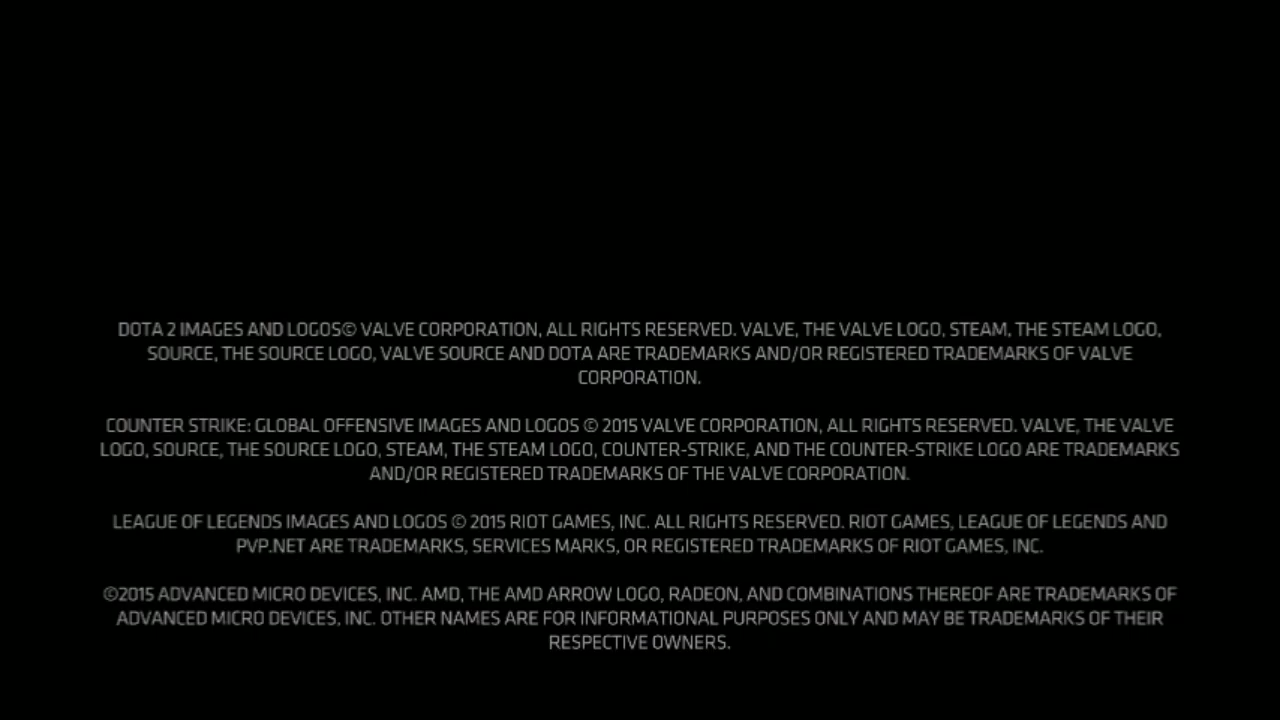 DOTA 2 IMAGES AND LOGOS© VALVE CORPORATION, ALL RIGHTS RESERVED. VALVE, THE VALVE LOGO, STEAM, THE STEAM LOGO,
SOURCE, THE SOURCE LOGO, VALVE SOURCE AND DOTA ARE TRADEMARKS AND/OR REGISTERED TRADEMARKS OF VALVE
CORPORATION.
COUNTER STRIKE: GLOBAL OFFENSIVE IMAGES AND LOGOS © 2015 VALVE CORPORATION, ALL RIGHTS RESERVED. VALVE, THE VALVE
LOGO, SOURCE, THE SOURCE LOGO, STEAM, THE STEAM LOGO, COUNTER-STRIKE, AND THE COUNTER-STRIKE LOGO ARE TRADEMARKS
AND/OR REGISTERED TRADEMARKS OF THE VALVE CORPORATION.
LEAGUE OF LEGENDS IMAGES AND LOGOS © 2015 RIOT GAMES, INC. ALL RIGHTS RESERVED. RIOT GAMES, LEAGUE OF LEGENDS AND
PVP.NET ARE TRADEMARKS, SERVICES MARKS, OR REGISTERED TRADEMARKS OF RIOT GAMES, INC.
©2015 ADVANCED MICRO DEVICES, INC. AMD, THE AMD ARROW LOGO, RADEON, AND COMBINATIONS THEREOF ARE TRADEMARKS OF
ADVANCED MICRO DEVICES, INC. OTHER NAMES ARE FOR INFORMATIONAL PURPOSES ONLY AND MAY BE TRADEMARKS OF THEIR
RESPECTIVE OWNERS.